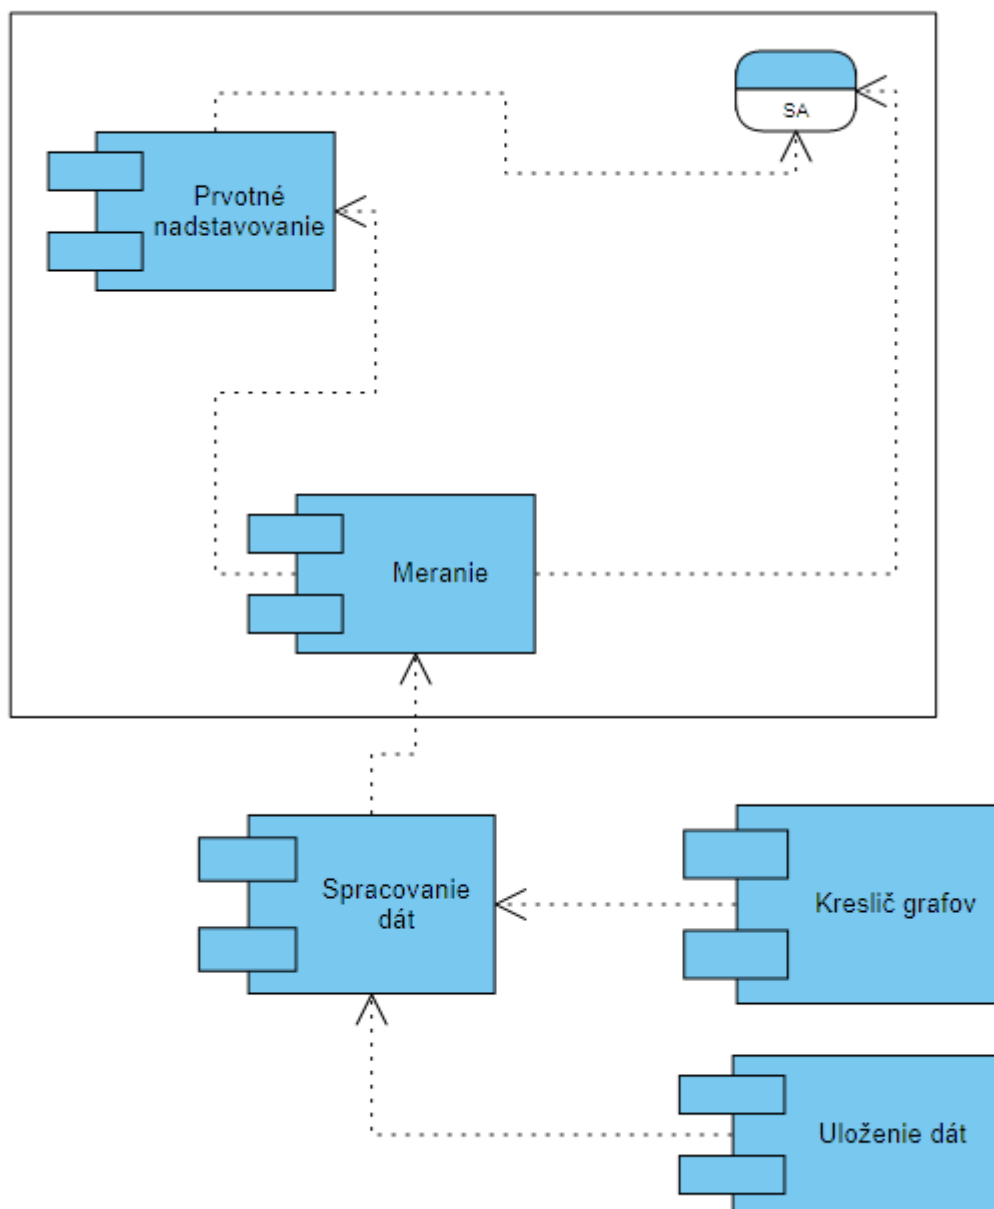 SA
Prvotné
nadstavovanie
Meranie
Spracovanie
dát
Kreslič grafov
Uloženie dát